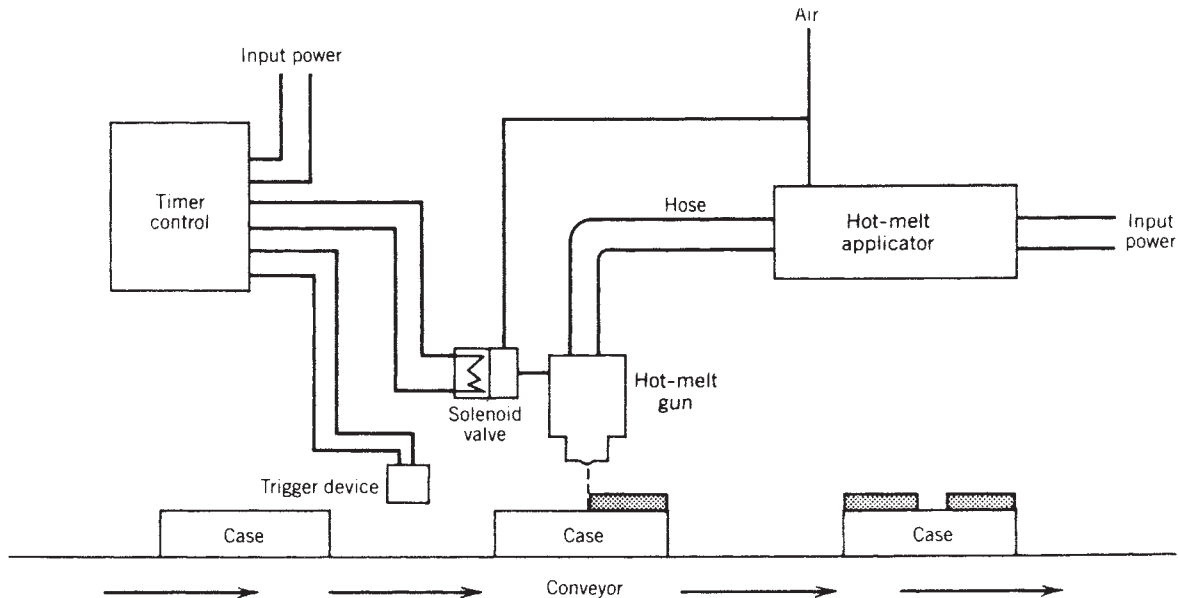 Air
Input power
Timer
control
Hose
Hot-melt
applicator
Input
power
Hot-melt
gun
Solenoid
valve
Trigger device
Case
Case
Case
Conveyor